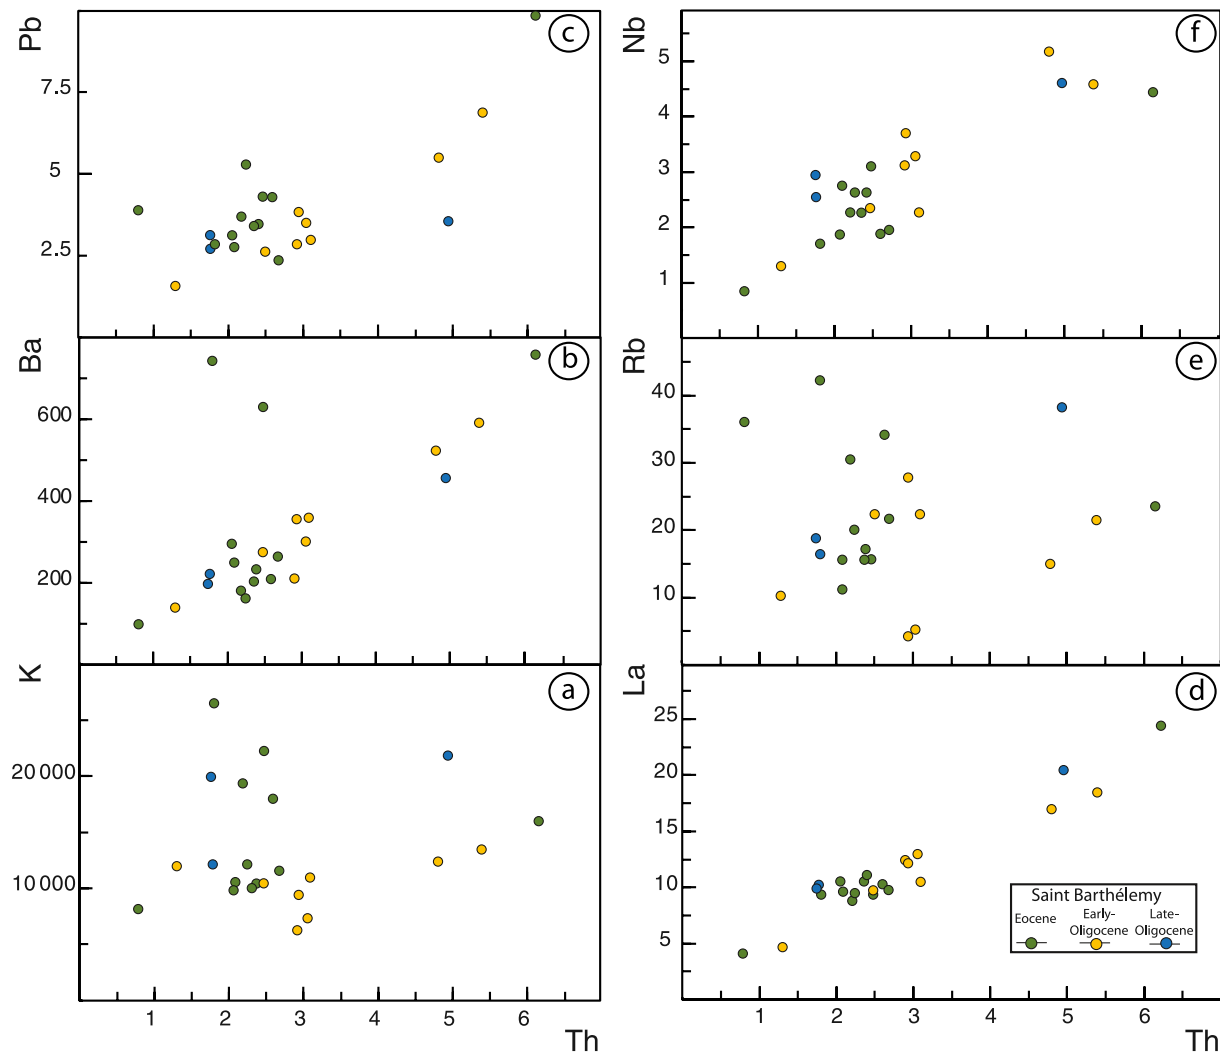 Pb
7.5
5
2.5
c
Nb
5
4
3
2
1
f
Ba
600
400
200
b
Rb
40
30
20
10
e
K
20 000
10 000
a
La
25
20
15
10
5
d
Saint Barthélemy
Eocene Early-Oligocene Late-Oligocene
1 2 3 4 5 6
Th
1 2 3 4 5 6
Th